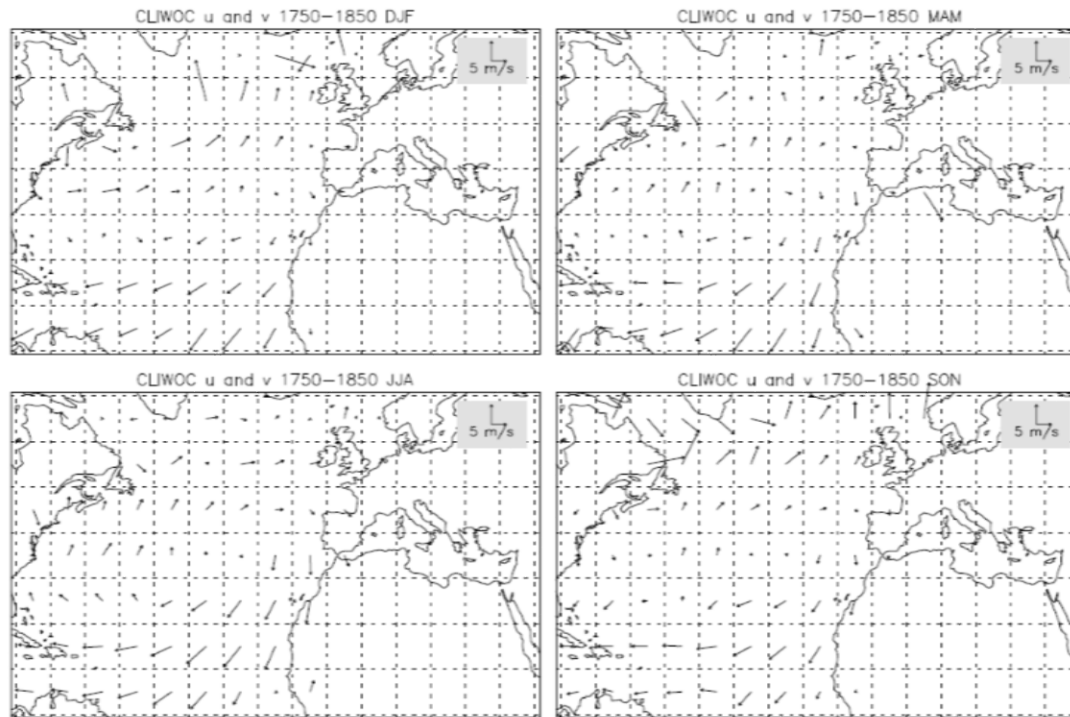 CLIWOC u and v 1750-1850 DJF
5 m/s
CLIWOC u and v 1750-1850 MAM
5 m/s
CLIWOC u and v 1750-1850 JJA
5 m/s
CLIWOC u and v 1750-1850 SON
5 m/s